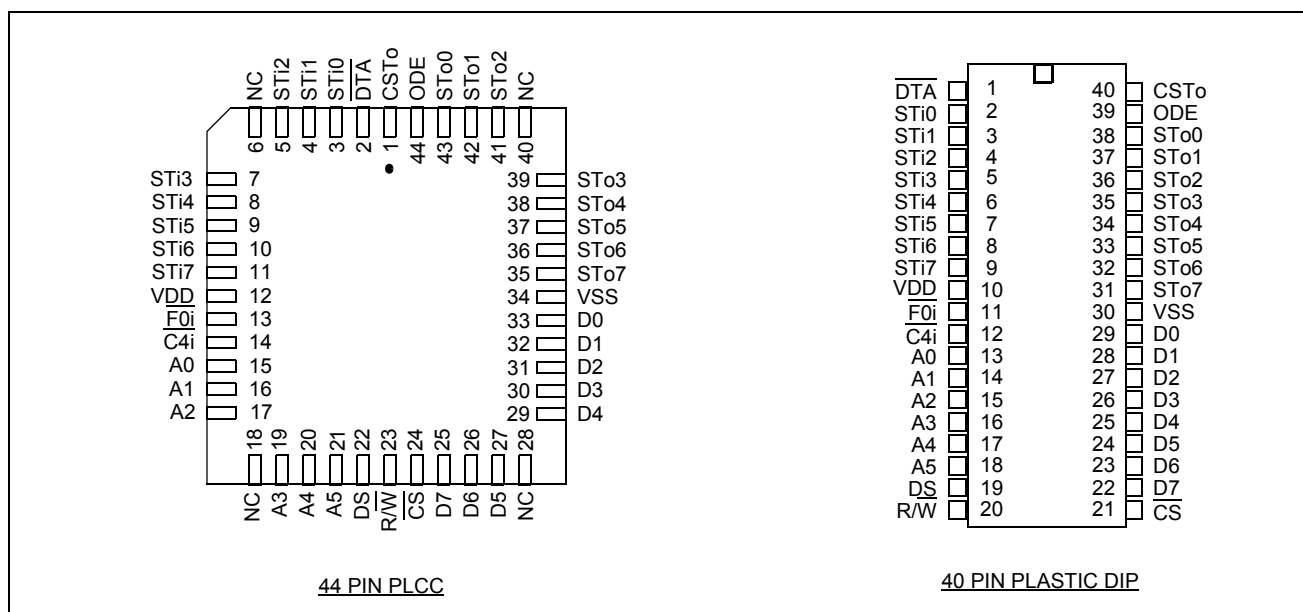 NC
STi2
STi1
STi0
DTA
CSTo
ODE
STo0
STo1
STo2
NC
6
5
4
3
2
1
44
43
42
41
40
STi3 7
STi4 8
STi5 9
STi6 10
STi7 11
VDD 12
F0i 13
C4i 14
A0 15
A1 16
A2 17
39 STo3
38 STo4
37 STo5
36 STo6
35 STo7
34 VSS
33 D0
32 D1
31 D2
30 D3
29 D4
18
19
20
21
22
23
24
25
26
27
28
NC
A3
A4
A5
DS
R/W
CS
D7
D6
D5
NC
44 PIN PLCC
DTA 1 40 CSTo
STi0 2 39 ODE
STi1 3 38 STo0
STi2 4 37 STo1
STi3 5 36 STo2
STi4 6 35 STo3
STi5 7 34 STo4
STi6 8 33 STo5
STi7 9 32 STo6
VDD 10 31 STo7
F0i 11 30 VSS
C4i 12 29 D0
A0 13 28 D1
A1 14 27 D2
A2 15 26 D3
A3 16 25 D4
A4 17 24 D5
A5 18 23 D6
DS 19 22 D7
R/W 20 21 CS
40 PIN PLASTIC DIP